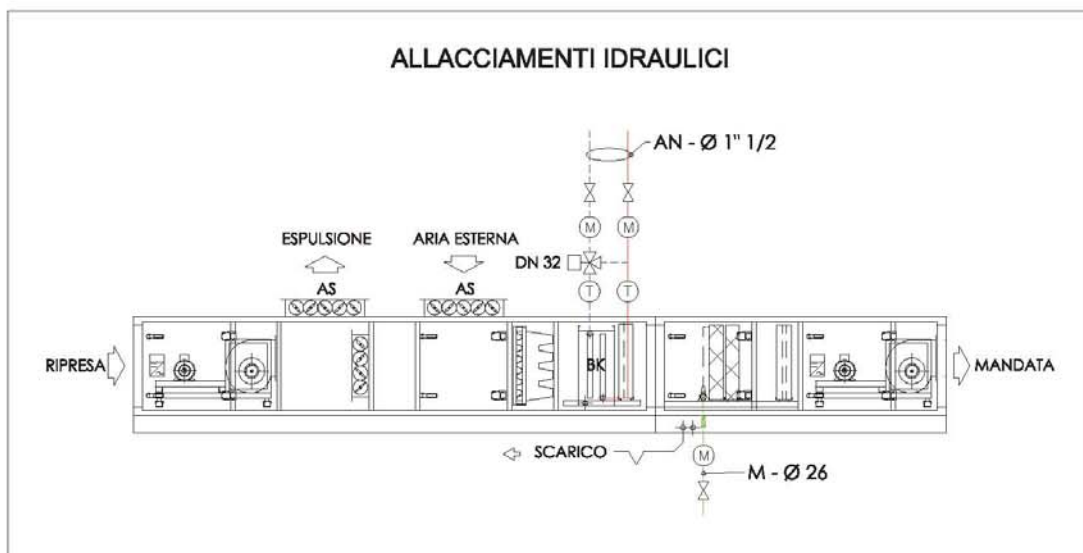 ALLACCIAMENTI IDRAULICI
AN - Ø 1" 1/2
M
M
ESPULSIONE
ARIA ESTERNA
DN 32
AS
AS
T
T
RIPRESA
BK
MANDATA
SCARICO
M
M - Ø 26